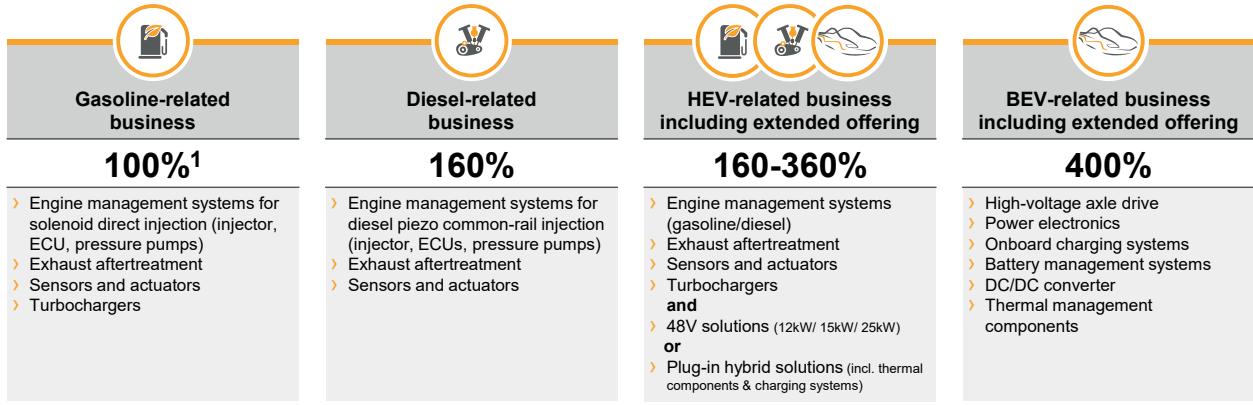 Gasoline-related
business
100%1
› Engine management systems for
solenoid direct injection (injector,
ECU, pressure pumps)
› Exhaust aftertreatment
› Sensors and actuators
› Turbochargers
Diesel-related
business
160%
› Engine management systems for
diesel piezo common-rail injection
(injector, ECUs, pressure pumps)
› Exhaust aftertreatment
› Sensors and actuators
HEV-related business
including extended offering
160-360%
› Engine management systems
(gasoline/diesel)
› Exhaust aftertreatment
› Sensors and actuators
› Turbochargers
and
› 48V solutions (12kW/ 15kW/ 25kW)
or
› Plug-in hybrid solutions (incl. thermal
components & charging systems)
BEV-related business
including extended offering
400%
› High-voltage axle drive
› Power electronics
› Onboard charging systems
› Battery management systems
› DC/DC converter
› Thermal management
components